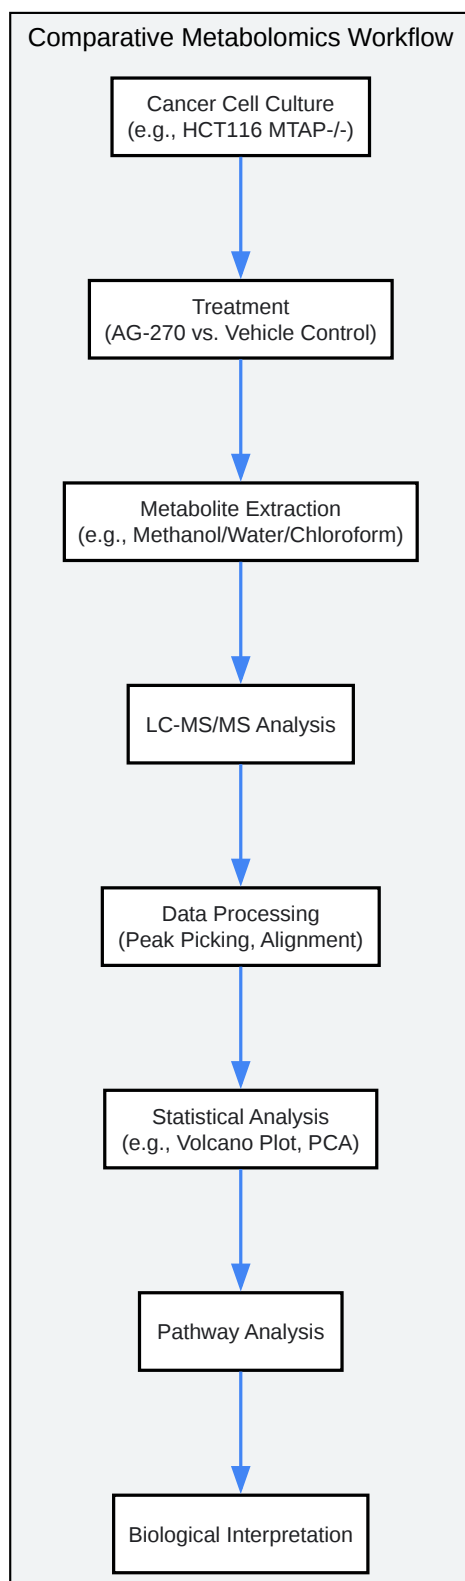 Comparative Metabolomics Workflow
Cancer Cell Culture
(e.g., HCT116 MTAP-/-)
Treatment
(AG-270 vs. Vehicle Control)
Metabolite Extraction
(e.g., Methanol/Water/Chloroform)
LC-MS/MS Analysis
Data Processing
(Peak Picking, Alignment)
Statistical Analysis
(e.g., Volcano Plot, PCA)
Pathway Analysis
Biological Interpretation